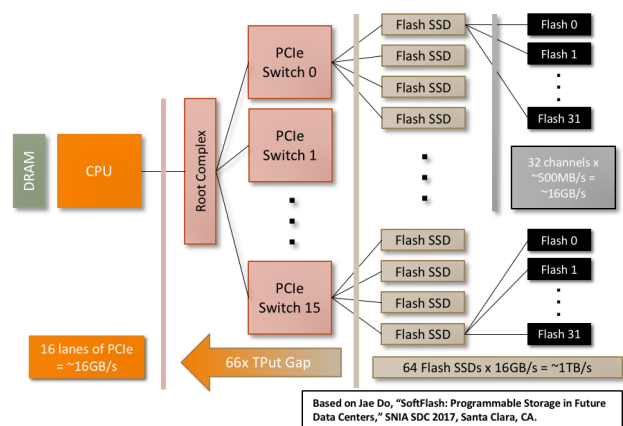 DRAM
CPU
Root Complex
PCIe
Switch 0
PCIe
Switch 1
PCIe
Switch 15
Flash SSD
Flash SSD
Flash SSD
Flash SSD
Flash SSD
Flash SSD
Flash SSD
Flash SSD
Flash 0
Flash 1
Flash 31
32 channels x
~500MB/s =
~16GB/s
Flash 0
Flash 1
Flash 31
16 lanes of PCIe
= ~16GB/s
66x TPut Gap
64 Flash SSDs x 16GB/s = ~1TB/s
Based on Jae Do, “SoftFlash: Programmable Storage in
Future Data Centers,” SNIA SDC 2017, Santa Clara, CA.